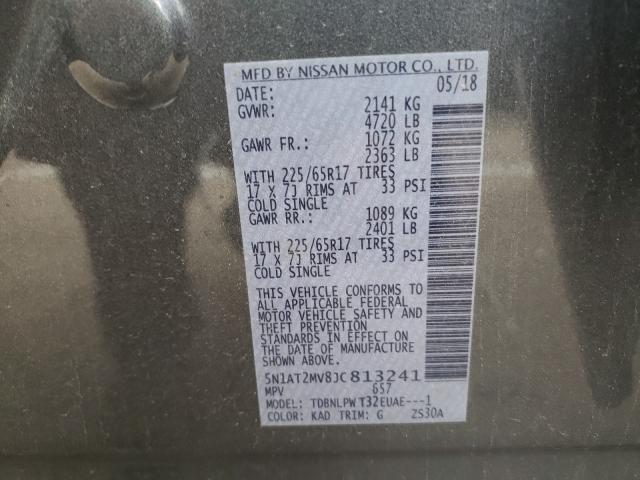 MFD BY NISSAN MOTOR CO., LTD.
DATE: 05/18
GVWR: 2141 KG
4720 LB
GAWR FR.: 1072 KG
2363 LB
WITH 225/65R17 TIRES
17 X 7J RIMS AT 33 PSI
COLD SINGLE
GAWR RR.: 1089 KG
2401 LB
WITH 225/65R17 TIRES
17 X 7J RIMS AT 33 PSI
COLD SINGLE
THIS VEHICLE CONFORMS TO
ALL APPLICABLE FEDERAL
MOTOR VEHICLE SAFETY AND
THEFT PREVENTION
STANDARDS IN EFFECT ON
THE DATE OF MANUFACTURE
SHOWN ABOVE.
5N1AT2MV8JC813241
MPV 657
MODEL: TDBNLPWT32EUAE---1
COLOR: KAD TRIM: G ZS30A